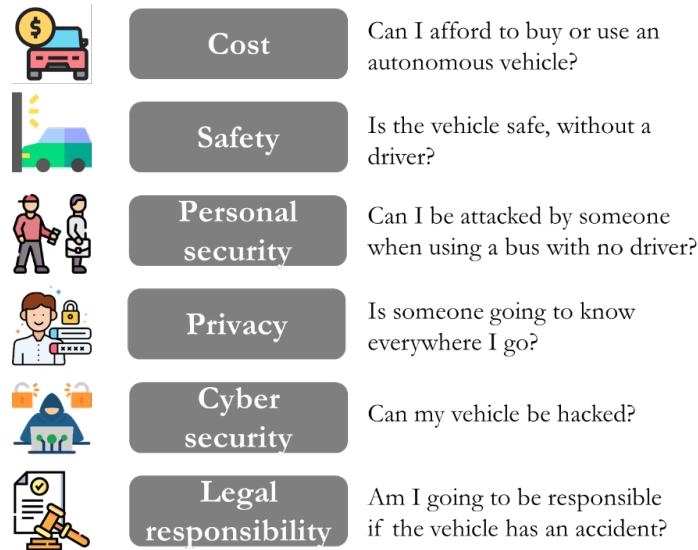 $
Cost
Can I afford to buy or use an
autonomous vehicle?
Safety
Is the vehicle safe, without a
driver?
Personal
security
Can I be attacked by someone
when using a bus with no driver?
Privacy
Is someone going to know
everywhere I go?
Cyber
security
Can my vehicle be hacked?
Legal
responsibility
Am I going to be responsible
if the vehicle has an accident?